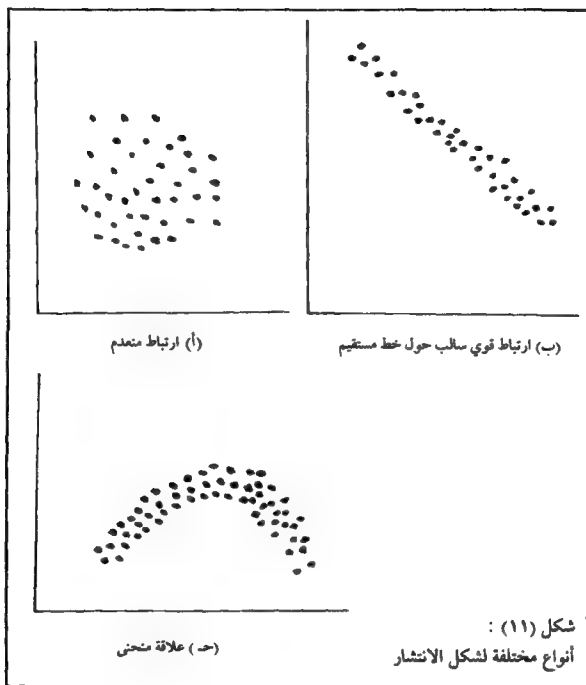 (أ) ارتباط منعدم
(ب) ارتباط قوي سالب حول خط مستقيم
(حـ) علاقة منحنى
شكل (١١) :
أنواع مختلفة لشكل الانتشار